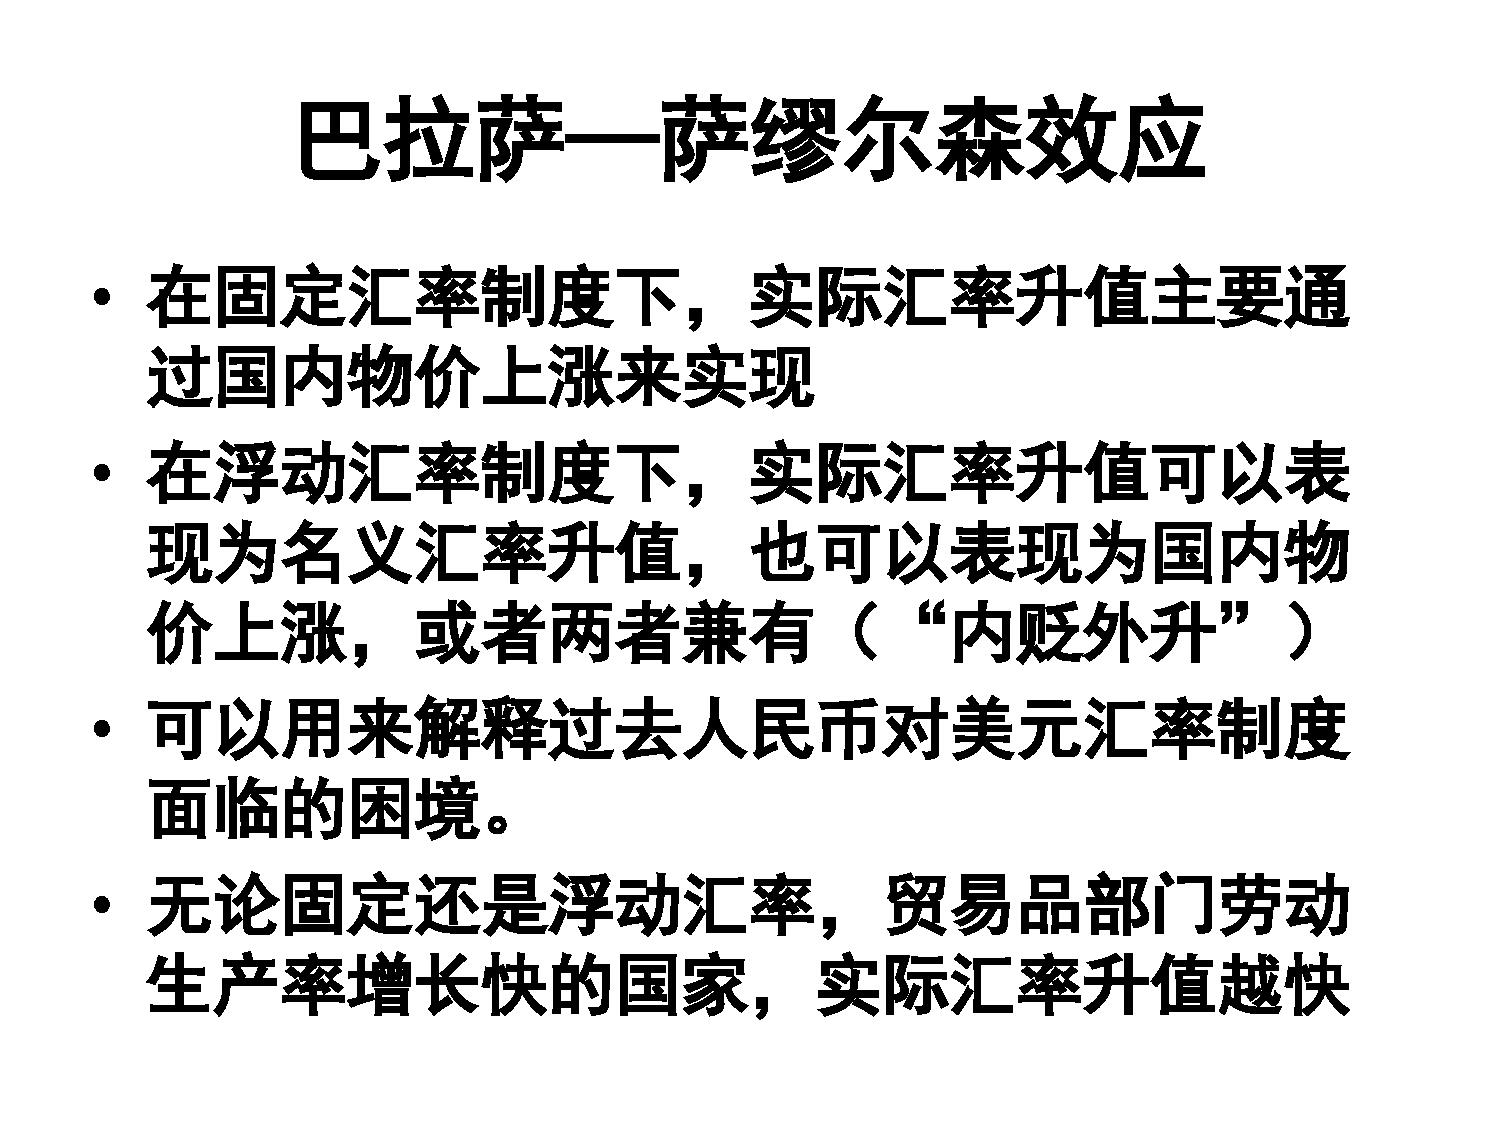 巴拉萨—萨缪尔森效应
• 在固定汇率制度下，实际汇率升值主要通
过国内物价上涨来实现
• 在浮动汇率制度下，实际汇率升值可以表
现为名义汇率升值，也可以表现为国内物
价上涨，或者两者兼有（“内贬外升”）
• 可以用来解释过去人民币对美元汇率制度
面临的困境。
• 无论固定还是浮动汇率，贸易品部门劳动
生产率增长快的国家，实际汇率升值越快